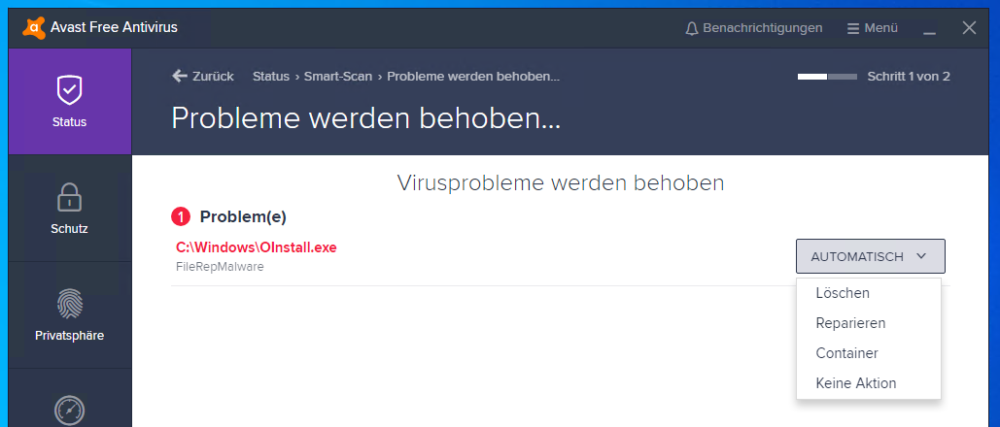 Avast Free Antivirus
Benachrichtigungen
Menü
Zurück Status › Smart-Scan › Probleme werden behoben...
Schritt 1 von 2
Probleme werden behoben...
Status
Schutz
Privatsphäre
Virusprobleme werden behoben
1 Problem(e)
C:\Windows\OInstall.exe
FileRepMalware
AUTOMATISCH
Löschen
Reparieren
Container
Keine Aktion